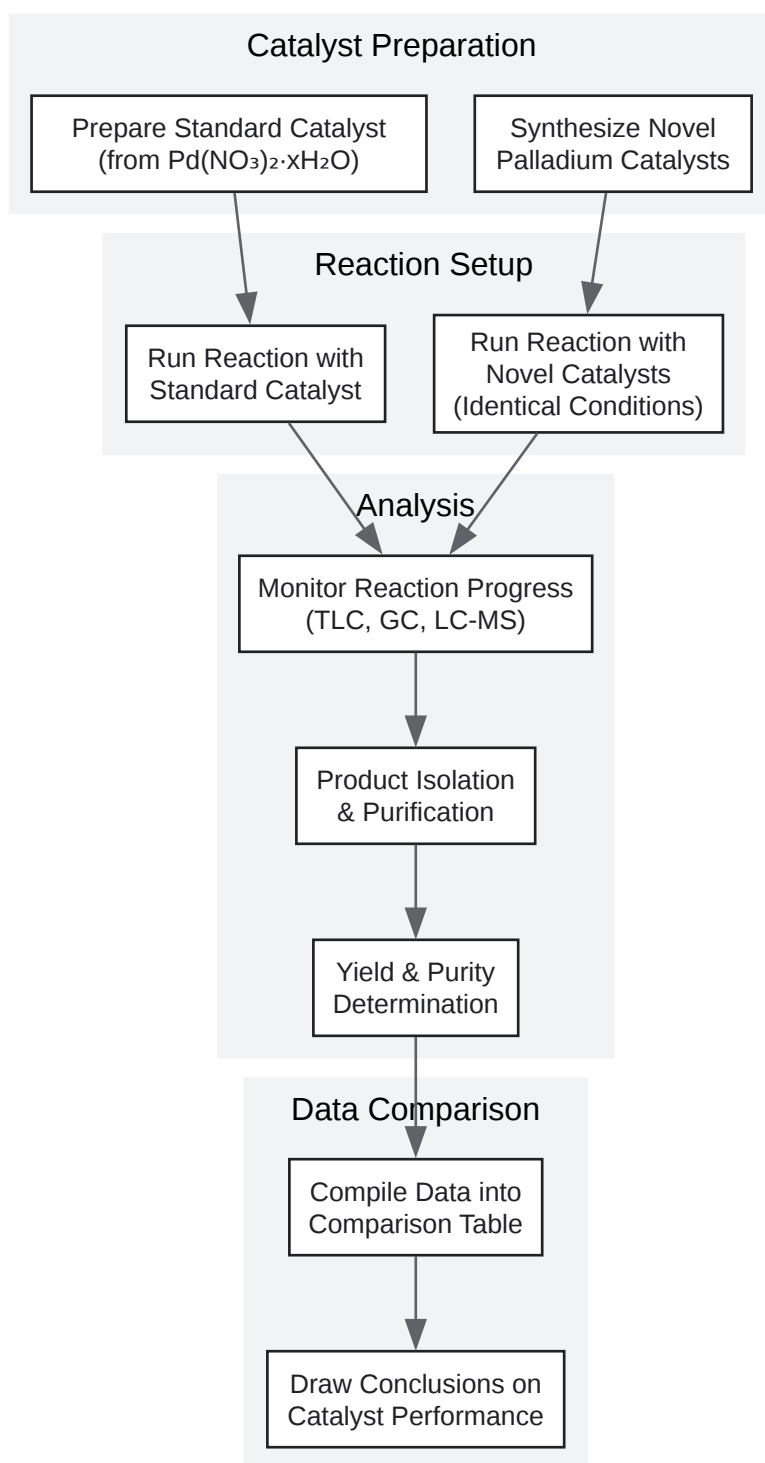 Catalyst Preparation
Prepare Standard Catalyst
(from Pd(NO₃)₂·xH₂O)
Synthesize Novel
Palladium Catalysts
Reaction Setup
Run Reaction with
Standard Catalyst
Run Reaction with
Novel Catalysts
(Identical Conditions)
Analysis
Monitor Reaction Progress
(TLC, GC, LC-MS)
Product Isolation
& Purification
Yield & Purity
Determination
Data Comparison
Compile Data into
Comparison Table
Draw Conclusions on
Catalyst Performance